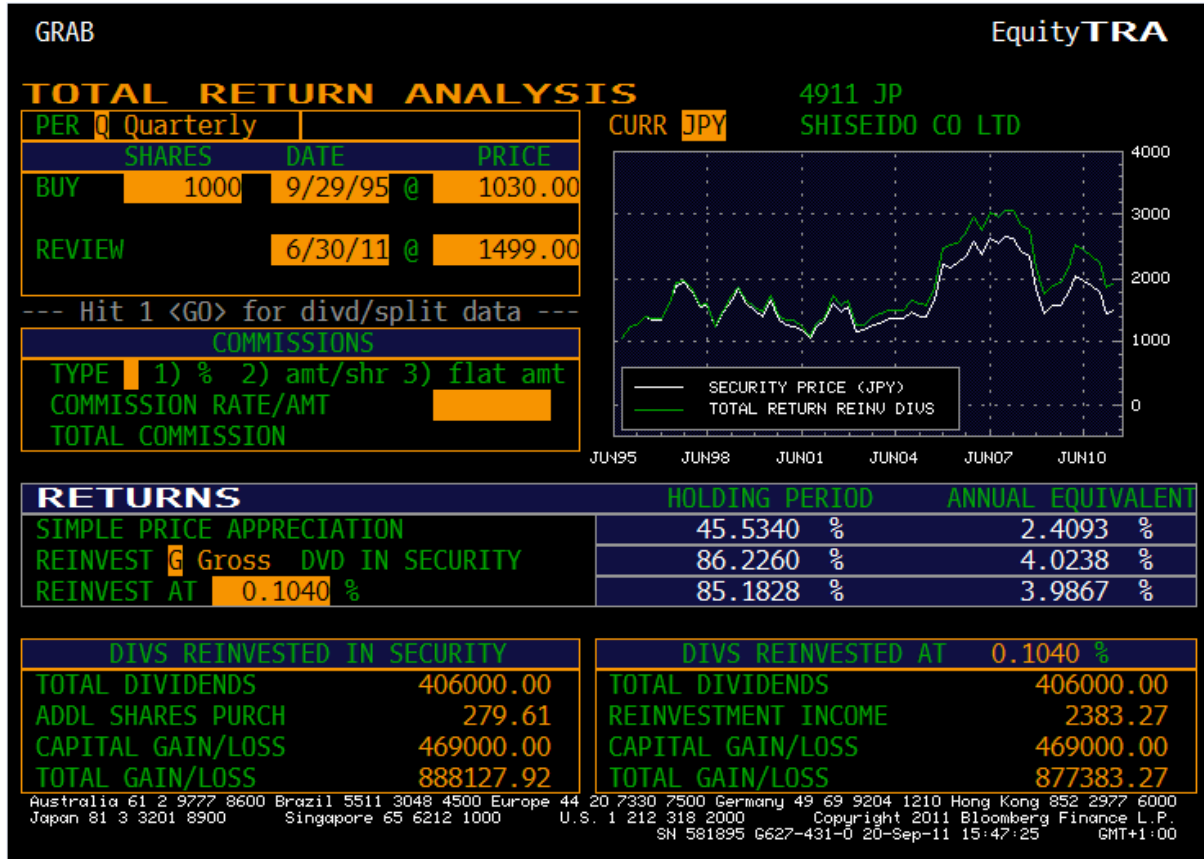 GRAB EquityTRA
TOTAL RETURN ANALYSIS 4911 JP
PER Q Quarterly CURR JPY SHISEIDO CO LTD
SHARES DATE PRICE
BUY 1000 9/29/95 @ 1030.00
REVIEW 6/30/11 @ 1499.00
--- Hit 1 <GO> for divd/split data ---
COMMISSIONS
TYPE 1) % 2) amt/shr 3) flat amt
COMMISSION RATE/AMT
TOTAL COMMISSION
4000
3000
2000
1000
0
SECURITY PRICE (JPY)
TOTAL RETURN REINV DIVS
JUN95 JUN98 JUN01 JUN04 JUN07 JUN10
RETURNS HOLDING PERIOD ANNUAL EQUIVALENT
SIMPLE PRICE APPRECIATION 45.5340 % 2.4093 %
REINVEST G Gross DVD IN SECURITY 86.2260 % 4.0238 %
REINVEST AT 0.1040 % 85.1828 % 3.9867 %
DIVS REINVESTED IN SECURITY
TOTAL DIVIDENDS 406000.00
ADDL SHARES PURCH 279.61
CAPITAL GAIN/LOSS 469000.00
TOTAL GAIN/LOSS 888127.92
DIVS REINVESTED AT 0.1040 %
TOTAL DIVIDENDS 406000.00
REINVESTMENT INCOME 2383.27
CAPITAL GAIN/LOSS 469000.00
TOTAL GAIN/LOSS 877383.27
Australia 61 2 9777 8600 Brazil 5511 3048 4500 Europe 44 20 7330 7500 Germany 49 69 9204 1210 Hong Kong 852 2977 6000
Japan 81 3 3201 8900 Singapore 65 6212 1000 U.S. 1 212 318 2000 Copyright 2011 Bloomberg Finance L.P.
SN 581895 G627-431-0 20-Sep-11 15:47:25 GMT+1:00